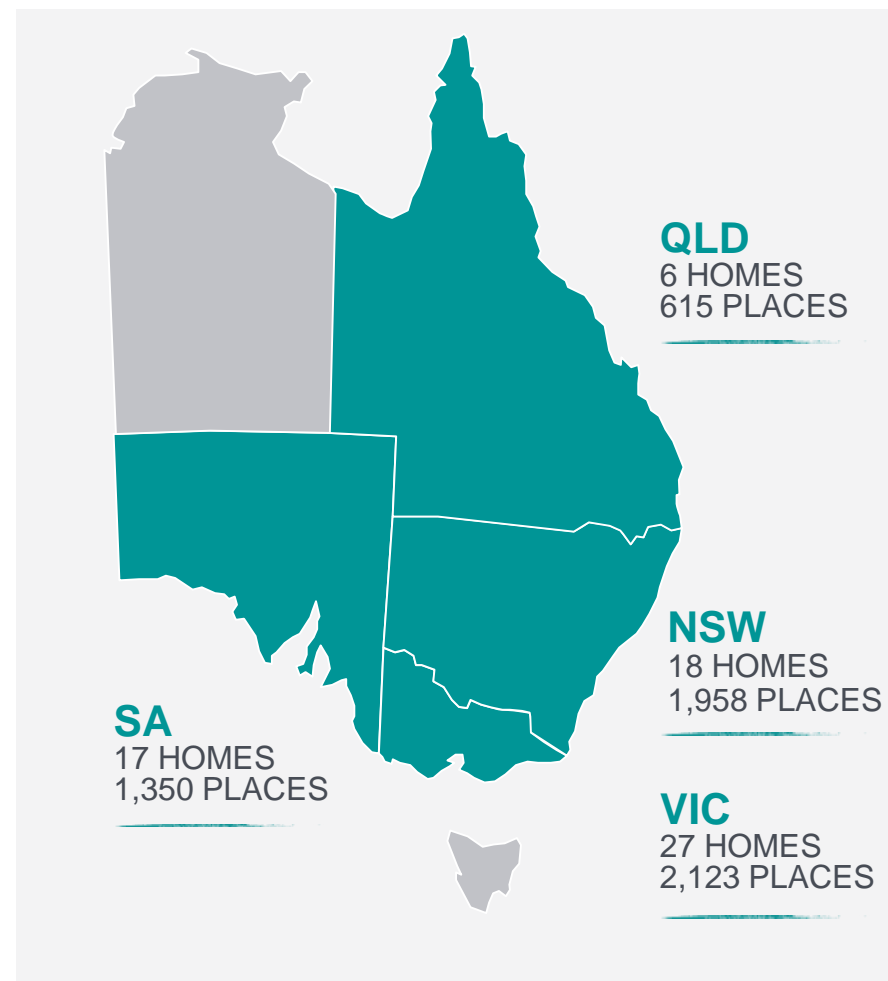 QLD
6 HOMES
615 PLACES
NSW
18 HOMES
1,958 PLACES
SA
17 HOMES
1,350 PLACES
VIC
27 HOMES
2,123 PLACES